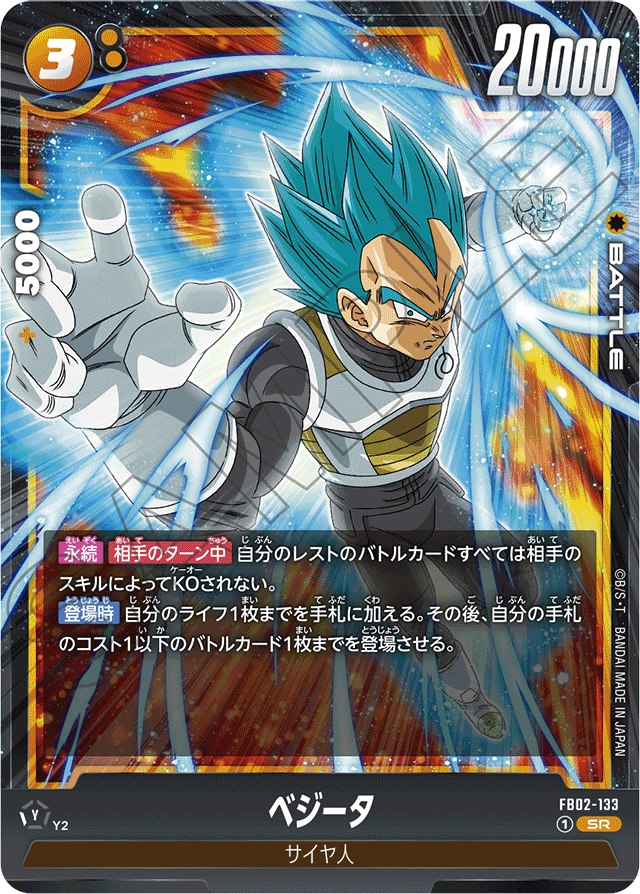 3
20000
+5000
BATTLE
SAMPLE
永続 相手のターン中 自分のレストのバトルカードすべては相手の
スキルによってKOされない。
登場時 自分のライフ1枚までを手札に加える。その後、自分の手札
のコスト1以下のバトルカード1枚までを登場させる。
©B/S・T BANDAI MADE IN JAPAN
ベジータ
FB02-133
Y Y2
1 SR
サイヤ人